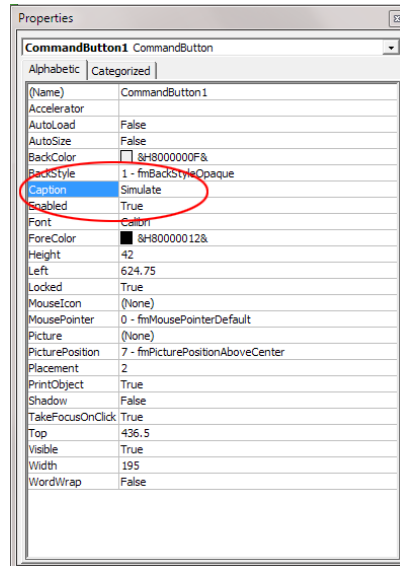 Properties
CommandButton1 CommandButton
Alphabetic Categorized
(Name) CommandButton1
Accelerator
AutoLoad False
AutoSize False
BackColor &H8000000F&
BackStyle 1 - fmBackStyleOpaque
Caption Simulate
Enabled True
Font Calibri
ForeColor &H80000012&
Height 42
Left 624.75
Locked True
MouseIcon (None)
MousePointer 0 - fmMousePointerDefault
Picture (None)
PicturePosition 7 - fmPicturePositionAboveCenter
Placement 2
PrintObject True
Shadow False
TakeFocusOnClick True
Top 436.5
Visible True
Width 195
WordWrap False